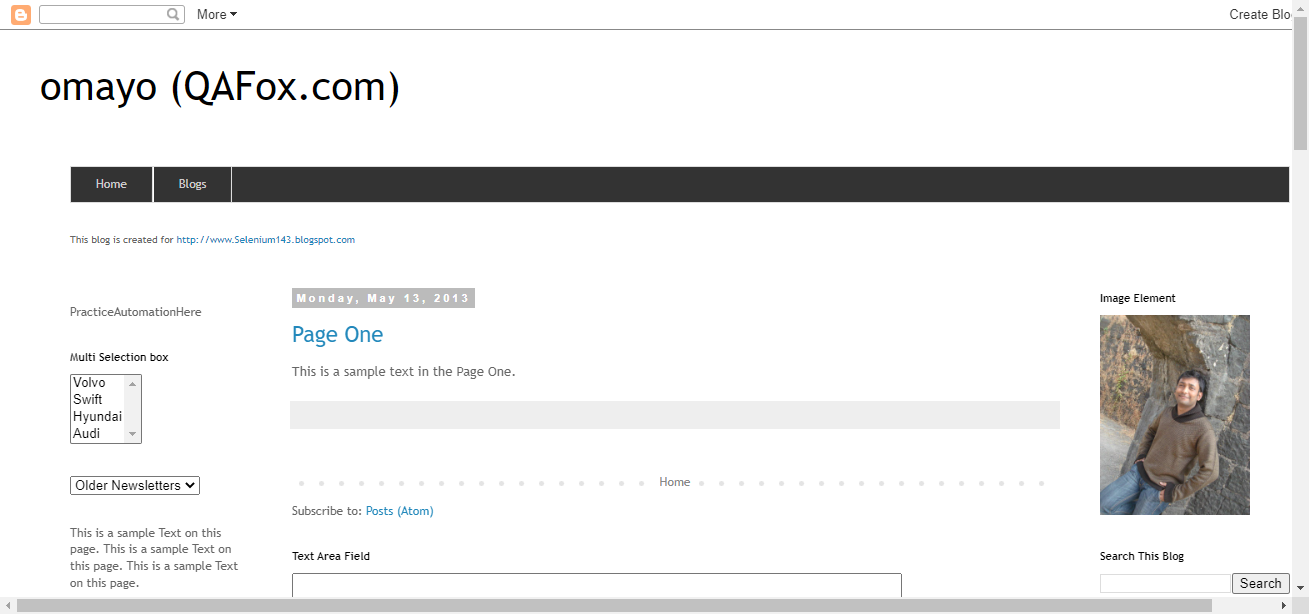 More
Create Blo
omayo (QAFox.com)
Home
Blogs
This blog is created for http://www.Selenium143.blogspot.com
PracticeAutomationHere
Multi Selection box
Volvo
Swift
Hyundai
Audi
Older Newsletters
This is a sample Text on this
page. This is a sample Text on
this page. This is a sample Text
on this page.
Monday, May 13, 2013
Page One
This is a sample text in the Page One.
Home
Subscribe to: Posts (Atom)
Text Area Field
Image Element
Search This Blog
Search